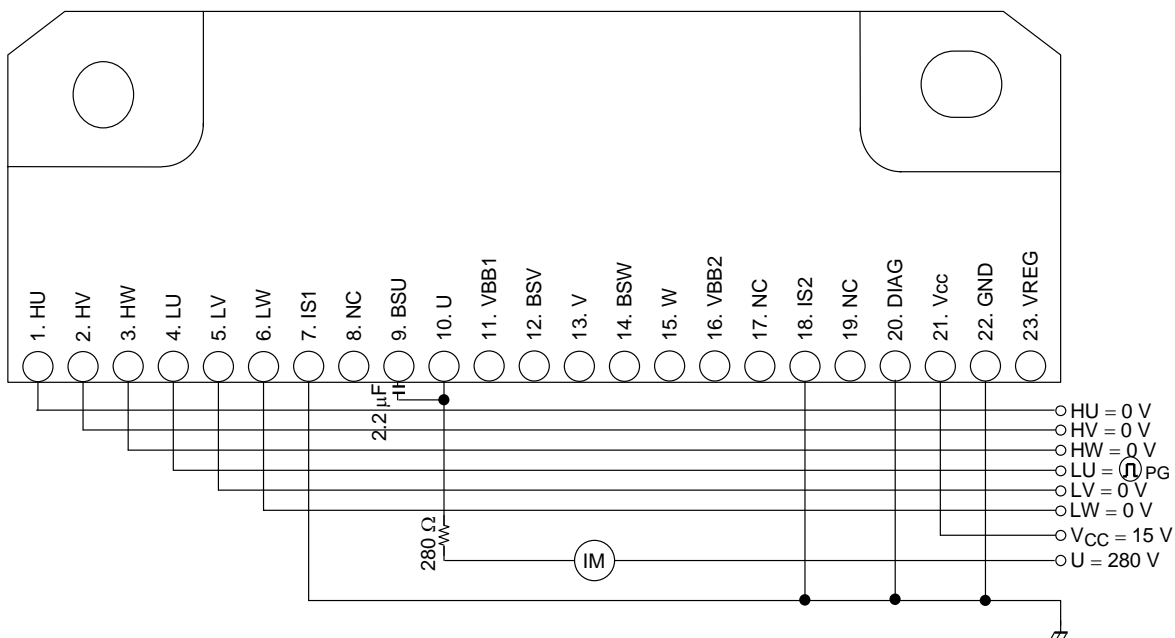 1. HU
2. HV
3. HW
4. LU
5. LV
6. LW
7. IS1
8. NC
9. BSU
10. U
11. VBB1
12. BSV
13. V
14. BSW
15. W
16. VBB2
17. NC
18. IS2
19. NC
20. DIAG
21. Vcc
22. GND
23. VREG
2.2 μF
HU = 0 V
HV = 0 V
HW = 0 V
LU = PG
LV = 0 V
LW = 0 V
280 Ω
VCC = 15 V
IM
U = 280 V